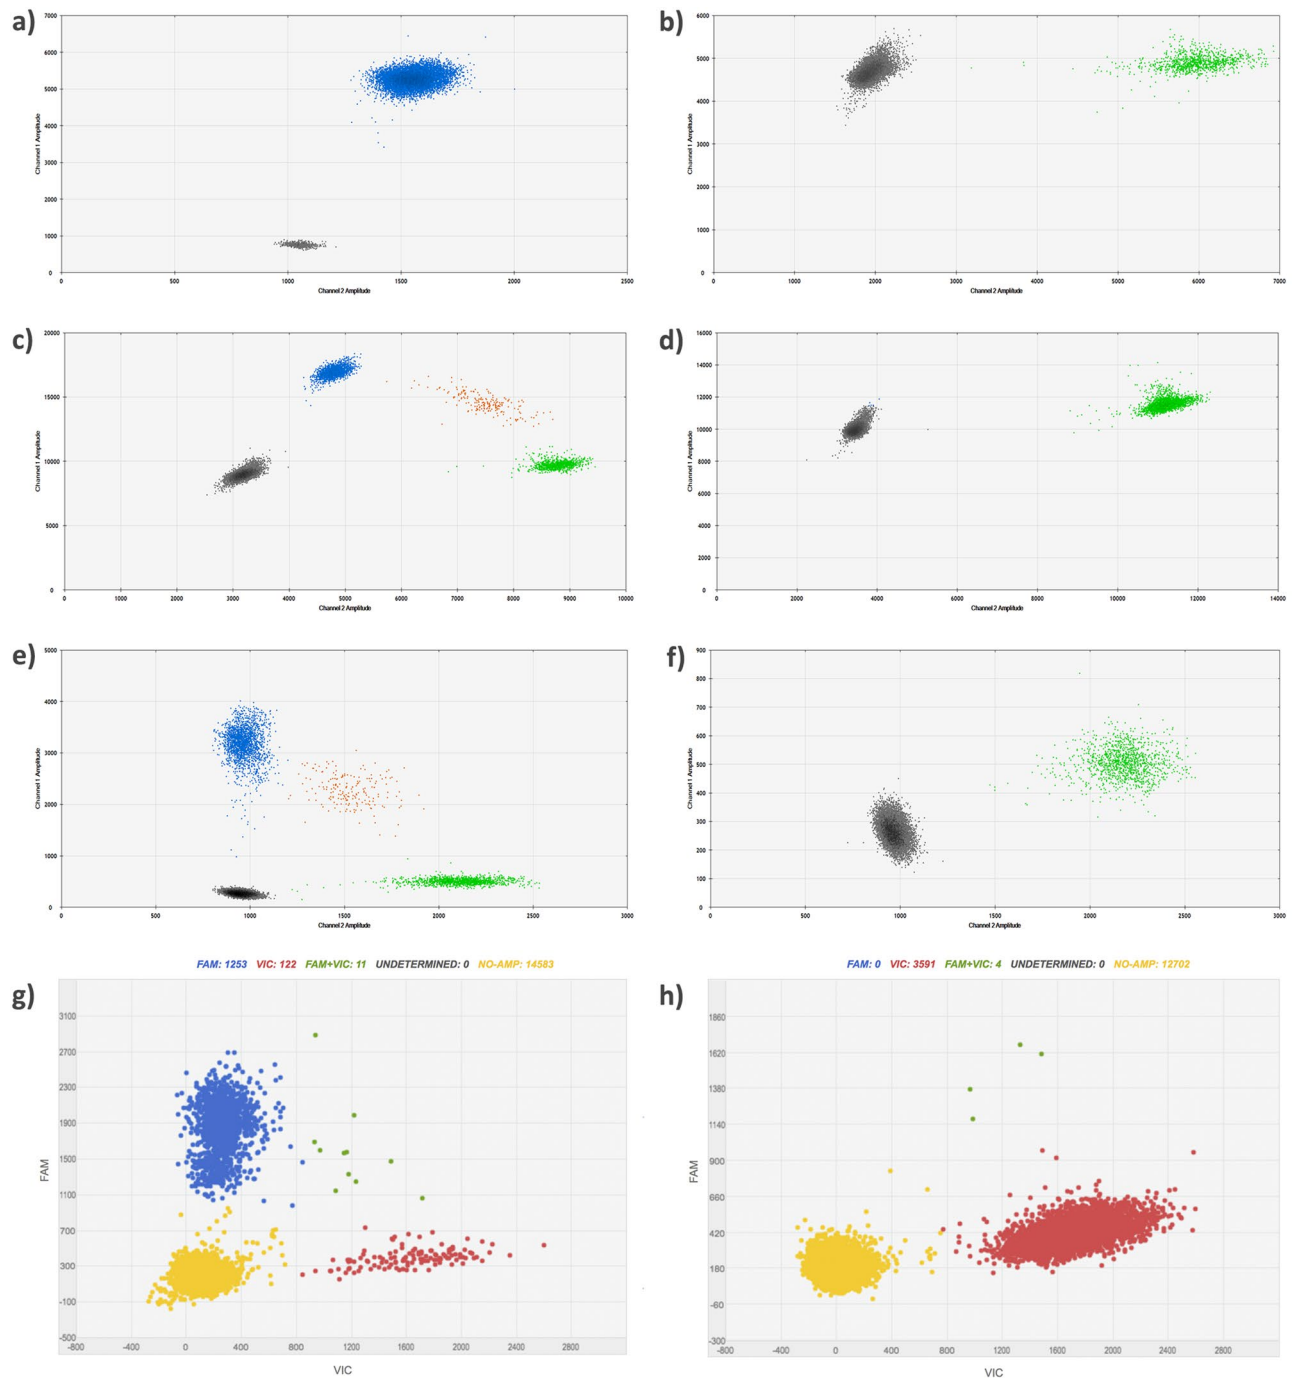 a)
7000
6000
5000
4000
3000
2000
1000
0
Channel 1 Amplitude
0 500 1000 1500 2000 2500
Channel 2 Amplitude
b)
6000
5000
4000
3000
2000
1000
0
Channel 1 Amplitude
0 1000 2000 3000 4000 5000 6000 7000
Channel 2 Amplitude
c)
20000
15000
10000
5000
0
Channel 1 Amplitude
0 1000 2000 3000 4000 5000 6000 7000 8000 9000 10000
Channel 2 Amplitude
d)
16000
14000
12000
10000
8000
6000
4000
2000
0
Channel 1 Amplitude
0 2000 4000 6000 8000 10000 12000 14000
Channel 2 Amplitude
e)
5000
4000
3000
2000
1000
0
Channel 1 Amplitude
0 500 1000 1500 2000 2500 3000
Channel 2 Amplitude
f)
900
800
700
600
500
400
300
200
100
0
Channel 1 Amplitude
0 500 1000 1500 2000 2500 3000
Channel 2 Amplitude
FAM: 1253 VIC: 122 FAM+VIC: 11 UNDETERMINED: 0 NO-AMP: 14583
g)
3100
2700
2300
1900
1500
1100
700
300
-100
-500
FAM
-800 -400 0 400 800 1200 1600 2000 2400 2800
VIC
FAM: 0 VIC: 3591 FAM+VIC: 4 UNDETERMINED: 0 NO-AMP: 12702
h)
1860
1620
1380
1140
900
660
420
180
-60
-300
FAM
-800 -400 0 400 800 1200 1600 2000 2400 2800
VIC